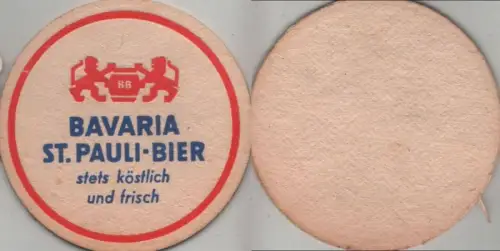 BB
BAVARIA
ST. PAULI-BIER
stets köstlich
und frisch